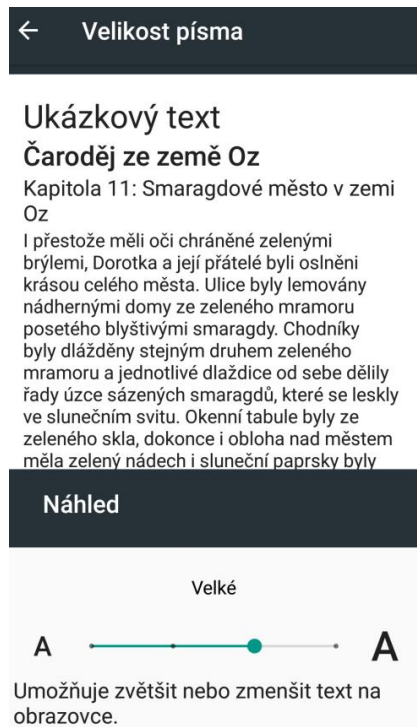 Velikost písma
Ukázkový text
Čaroděj ze země Oz
Kapitola 11: Smaragdové město v zemi
Oz
I přestože měli oči chráněné zelenými
brýlemi, Dorotka a její přátelé byli oslněni
krásou celého města. Ulice byly lemovány
nádhernými domy ze zeleného mramoru
posetého blyštivými smaragdy. Chodníky
byly dlážděny stejným druhem zeleného
mramoru a jednotlivé dlaždice od sebe dělily
řady úzce sázených smaragdů, které se leskly
ve slunečním svitu. Okenní tabule byly ze
zeleného skla, dokonce i obloha nad městem
měla zelený nádech i sluneční paprsky byly
Náhled
Velké
A A
Umožňuje zvětšit nebo zmenšit text na
obrazovce.